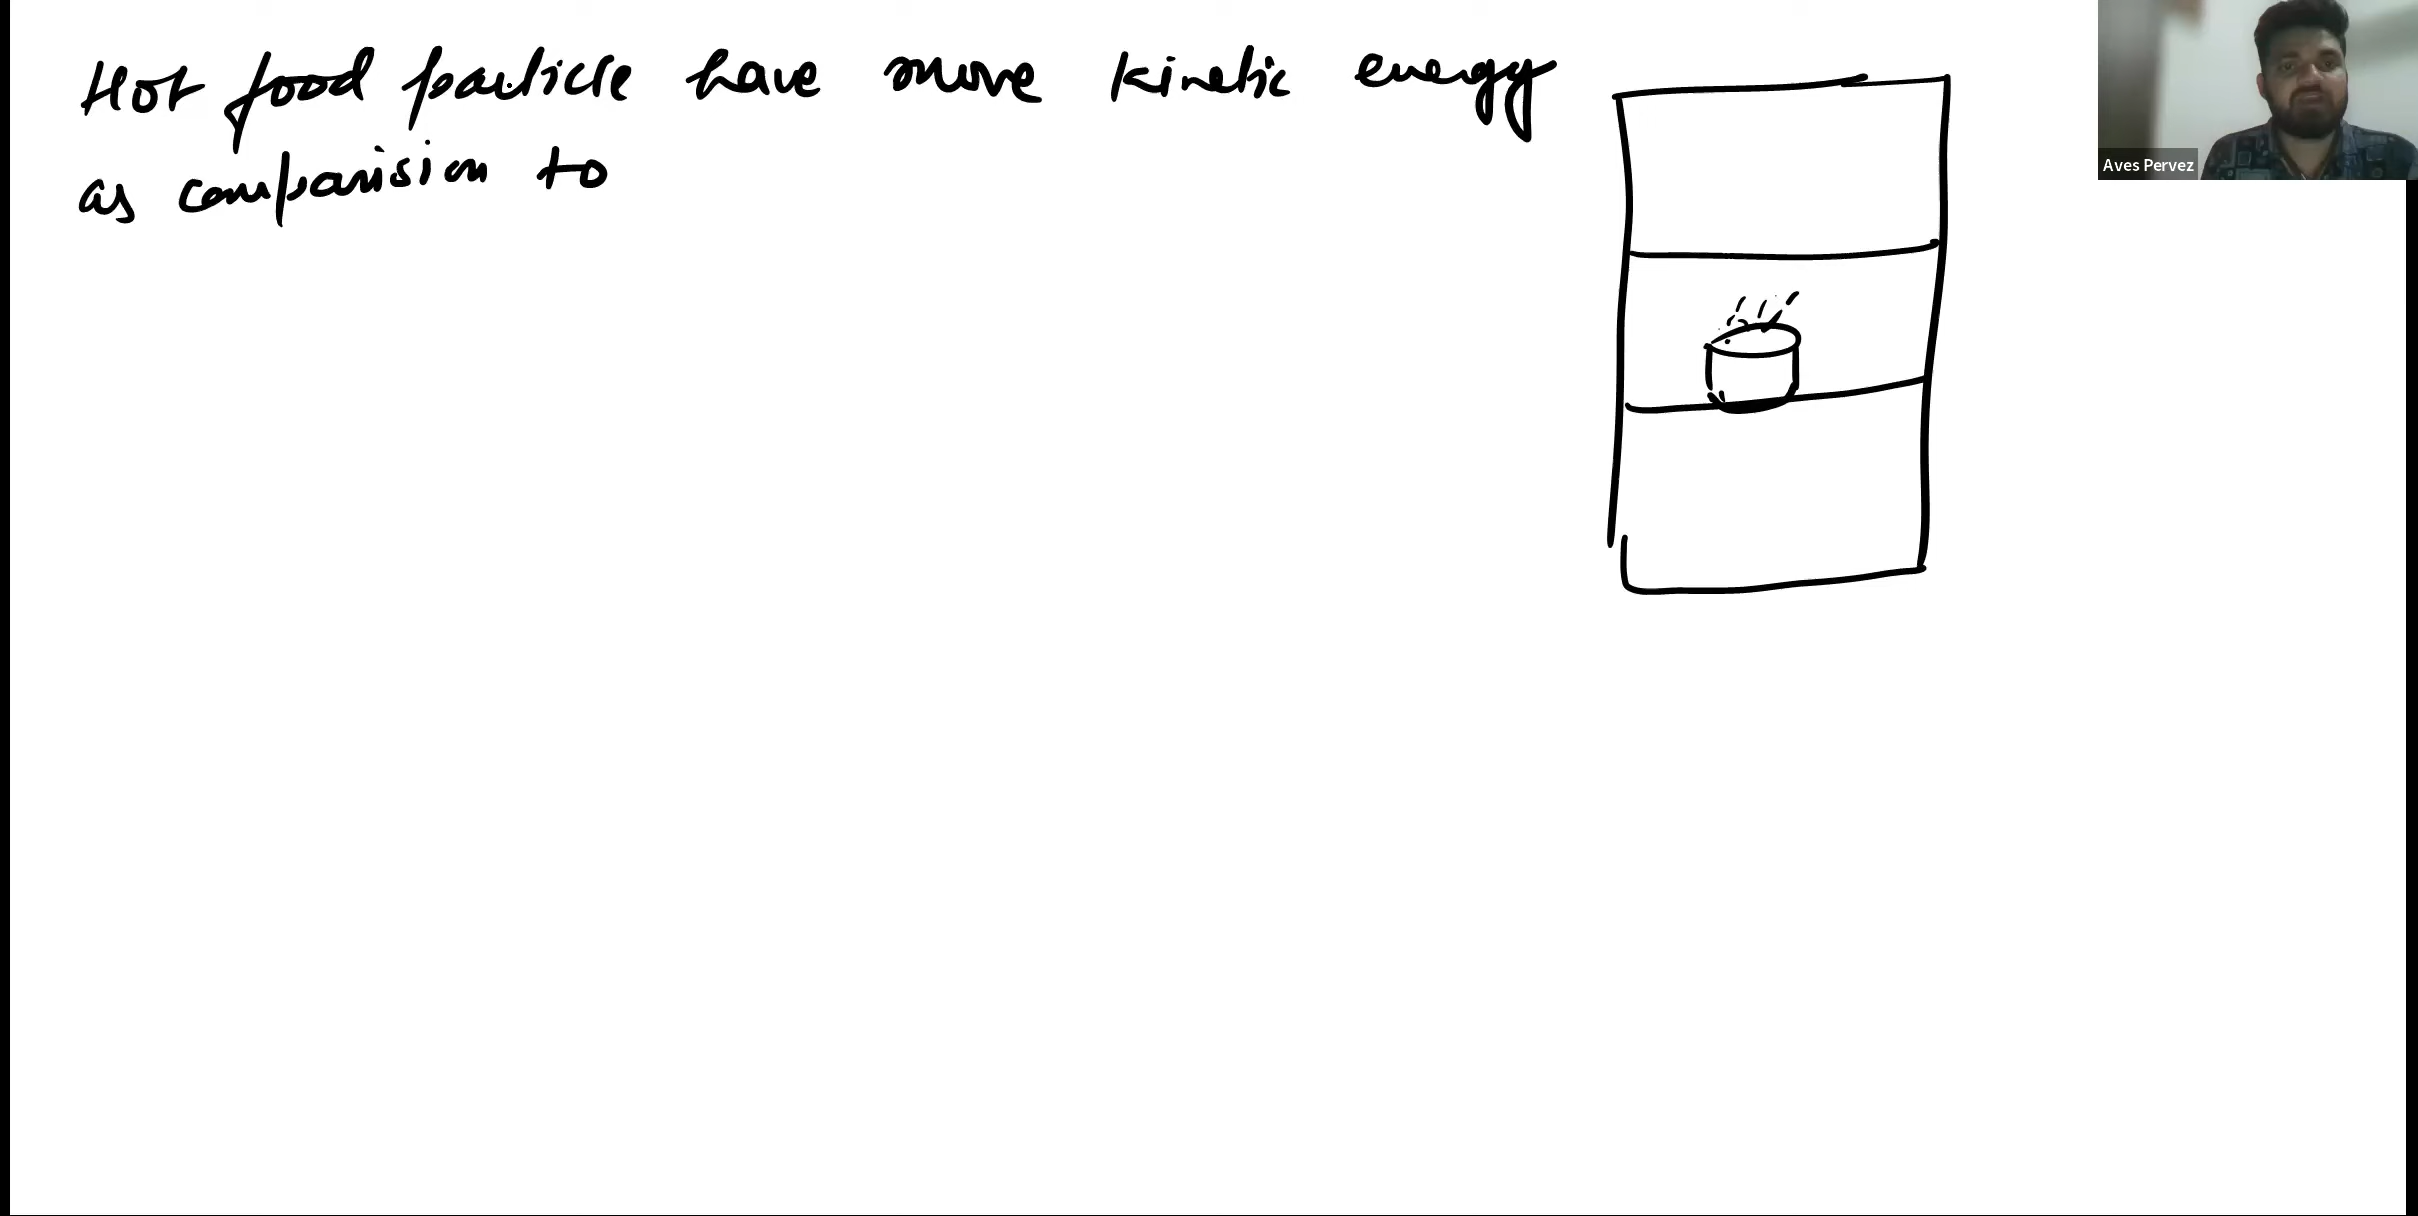 Hot food particle have more kinetic energy
as comparision to
Aves Pervez